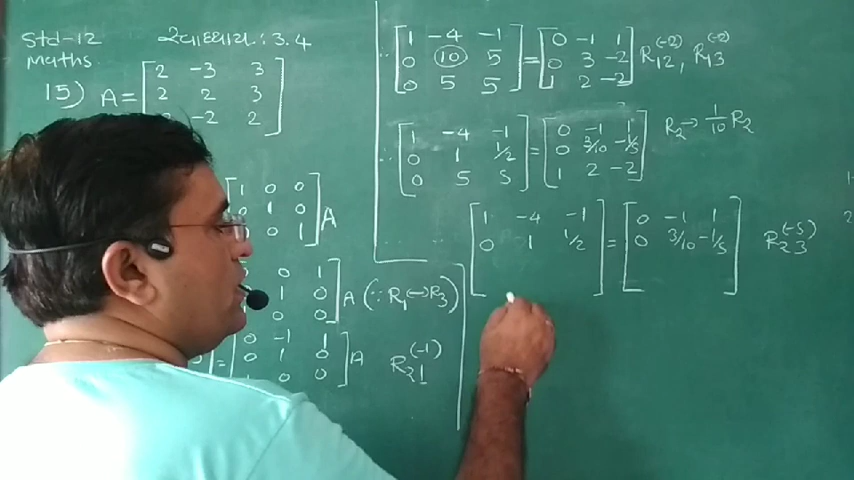 Std-12 સ્વાધ્યાય : 3.4
Maths
15) A = [ 2 -3 3
2 2 3
-2 2 ]
[ 1 0 0
0 1 0
0 0 1 ] A
0 1
1 0
0 0 ] A (∵ R₁ ↔ R₃)
= [ 0 -1 1
0 1 0
1 0 0 ] A R₂₁^(-1)
∴ [ 1 -4 -1
0 10 5
0 5 5 ] = [ 0 -1 1
0 3 -2
1 2 -2 ] R₁₂^(-2), R₁₃^(-2)
∴ [ 1 -4 -1
0 1 1/2
0 5 5 ] = [ 0 -1 1
0 3/10 -1/5
1 2 -2 ] R₂ → 1/10 R₂
[ 1 -4 -1
0 1 1/2 ] = [ 0 -1 1
0 3/10 -1/5 ] R₂₃^(-5)